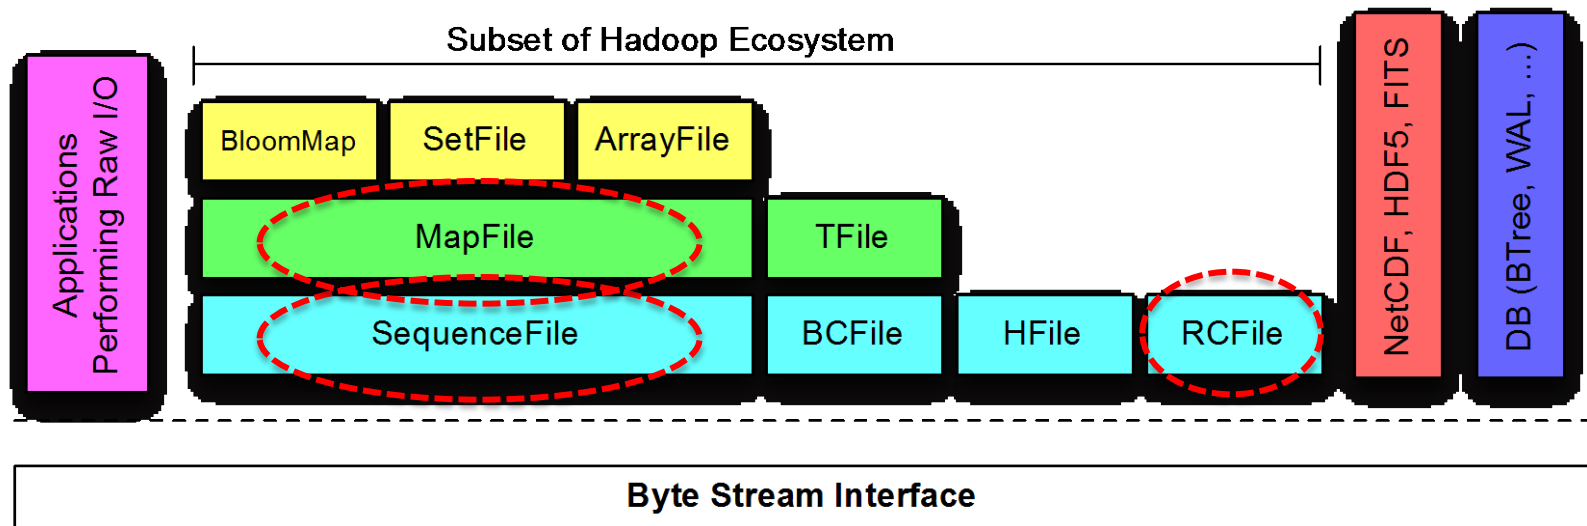 Subset of Hadoop Ecosystem
Applications
Performing Raw I/O
BloomMap
SetFile
ArrayFile
MapFile
TFile
SequenceFile
BCFile
HFile
RCFile
NetCDF, HDF5, FITS
DB (BTree, WAL, ...)
Byte Stream Interface